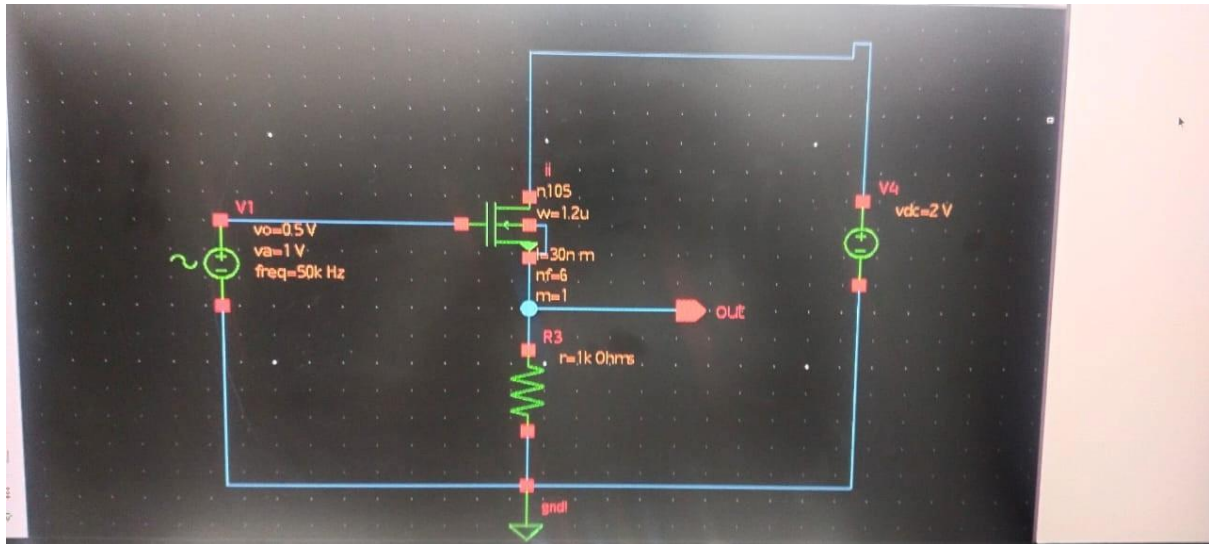 V1
vo=0.5 V
va=1 V
freq=50k Hz
n105
w=1.2u
l=30n m
nf=6
m=1
V4
vdc=2 V
out
R3
r=1k Ohms
gnd!